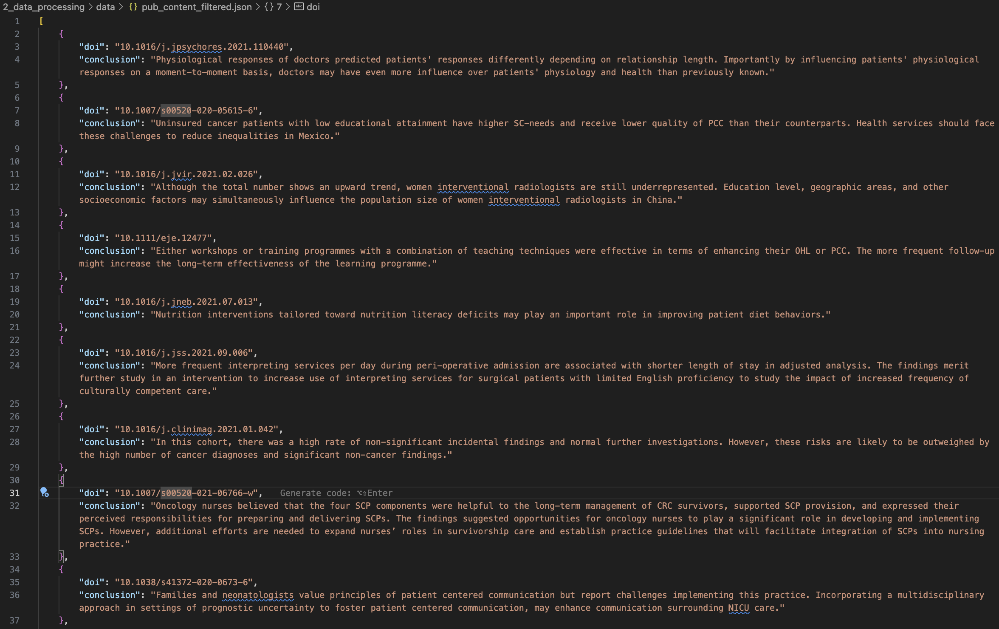 2_data_processing > data > {} pub_content_filtered.json > {} 7 > abc doi
1 [
2 {
3 "doi": "10.1016/j.jpsychores.2021.110440",
4 "conclusion": "Physiological responses of doctors predicted patients' responses differently depending on relationship length. Importantly by influencing patients' physiological
responses on a moment-to-moment basis, doctors may have even more influence over patients' physiology and health than previously known."
5 },
6 {
7 "doi": "10.1007/s00520-020-05615-6",
8 "conclusion": "Uninsured cancer patients with low educational attainment have higher SC-needs and receive lower quality of PCC than their counterparts. Health services should face
these challenges to reduce inequalities in Mexico."
9 },
10 {
11 "doi": "10.1016/j.jvir.2021.02.026",
12 "conclusion": "Although the total number shows an upward trend, women interventional radiologists are still underrepresented. Education level, geographic areas, and other
socioeconomic factors may simultaneously influence the population size of women interventional radiologists in China."
13 },
14 {
15 "doi": "10.1111/eje.12477",
16 "conclusion": "Either workshops or training programmes with a combination of teaching techniques were effective in terms of enhancing their OHL or PCC. The more frequent follow-up
might increase the long-term effectiveness of the learning programme."
17 },
18 {
19 "doi": "10.1016/j.jneb.2021.07.013",
20 "conclusion": "Nutrition interventions tailored toward nutrition literacy deficits may play an important role in improving patient diet behaviors."
21 },
22 {
23 "doi": "10.1016/j.jss.2021.09.006",
24 "conclusion": "More frequent interpreting services per day during peri-operative admission are associated with shorter length of stay in adjusted analysis. The findings merit
further study in an intervention to increase use of interpreting services for surgical patients with limited English proficiency to study the impact of increased frequency of
culturally competent care."
25 },
26 {
27 "doi": "10.1016/j.clinimag.2021.01.042",
28 "conclusion": "In this cohort, there was a high rate of non-significant incidental findings and normal further investigations. However, these risks are likely to be outweighed by
the high number of cancer diagnoses and significant non-cancer findings."
29 },
30 {
31 "doi": "10.1007/s00520-021-06766-w", Generate code: ⌥⇧Enter
32 "conclusion": "Oncology nurses believed that the four SCP components were helpful to the long-term management of CRC survivors, supported SCP provision, and expressed their
perceived responsibilities for preparing and delivering SCPs. The findings suggested opportunities for oncology nurses to play a significant role in developing and implementing
SCPs. However, additional efforts are needed to expand nurses’ roles in survivorship care and establish practice guidelines that will facilitate integration of SCPs into nursing
practice."
33 },
34 {
35 "doi": "10.1038/s41372-020-0673-6",
36 "conclusion": "Families and neonatologists value principles of patient centered communication but report challenges implementing this practice. Incorporating a multidisciplinary
approach in settings of prognostic uncertainty to foster patient centered communication, may enhance communication surrounding NICU care."
37 },